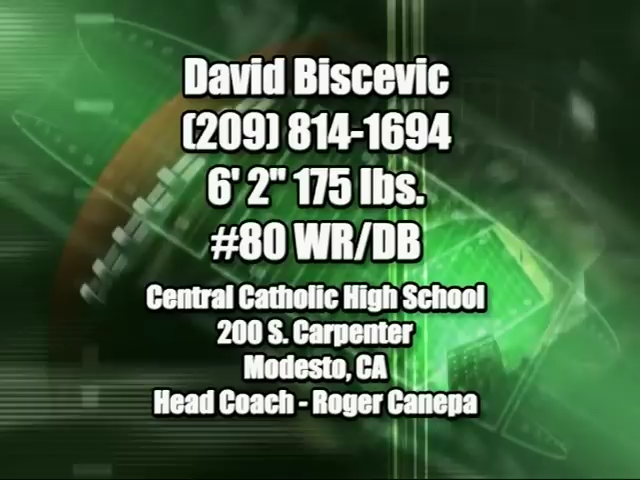 David Biscevic
(209) 814-1694
6' 2" 175 lbs.
#80 WR/DB
Central Catholic High School
200 S. Carpenter
Modesto, CA
Head Coach - Roger Canepa